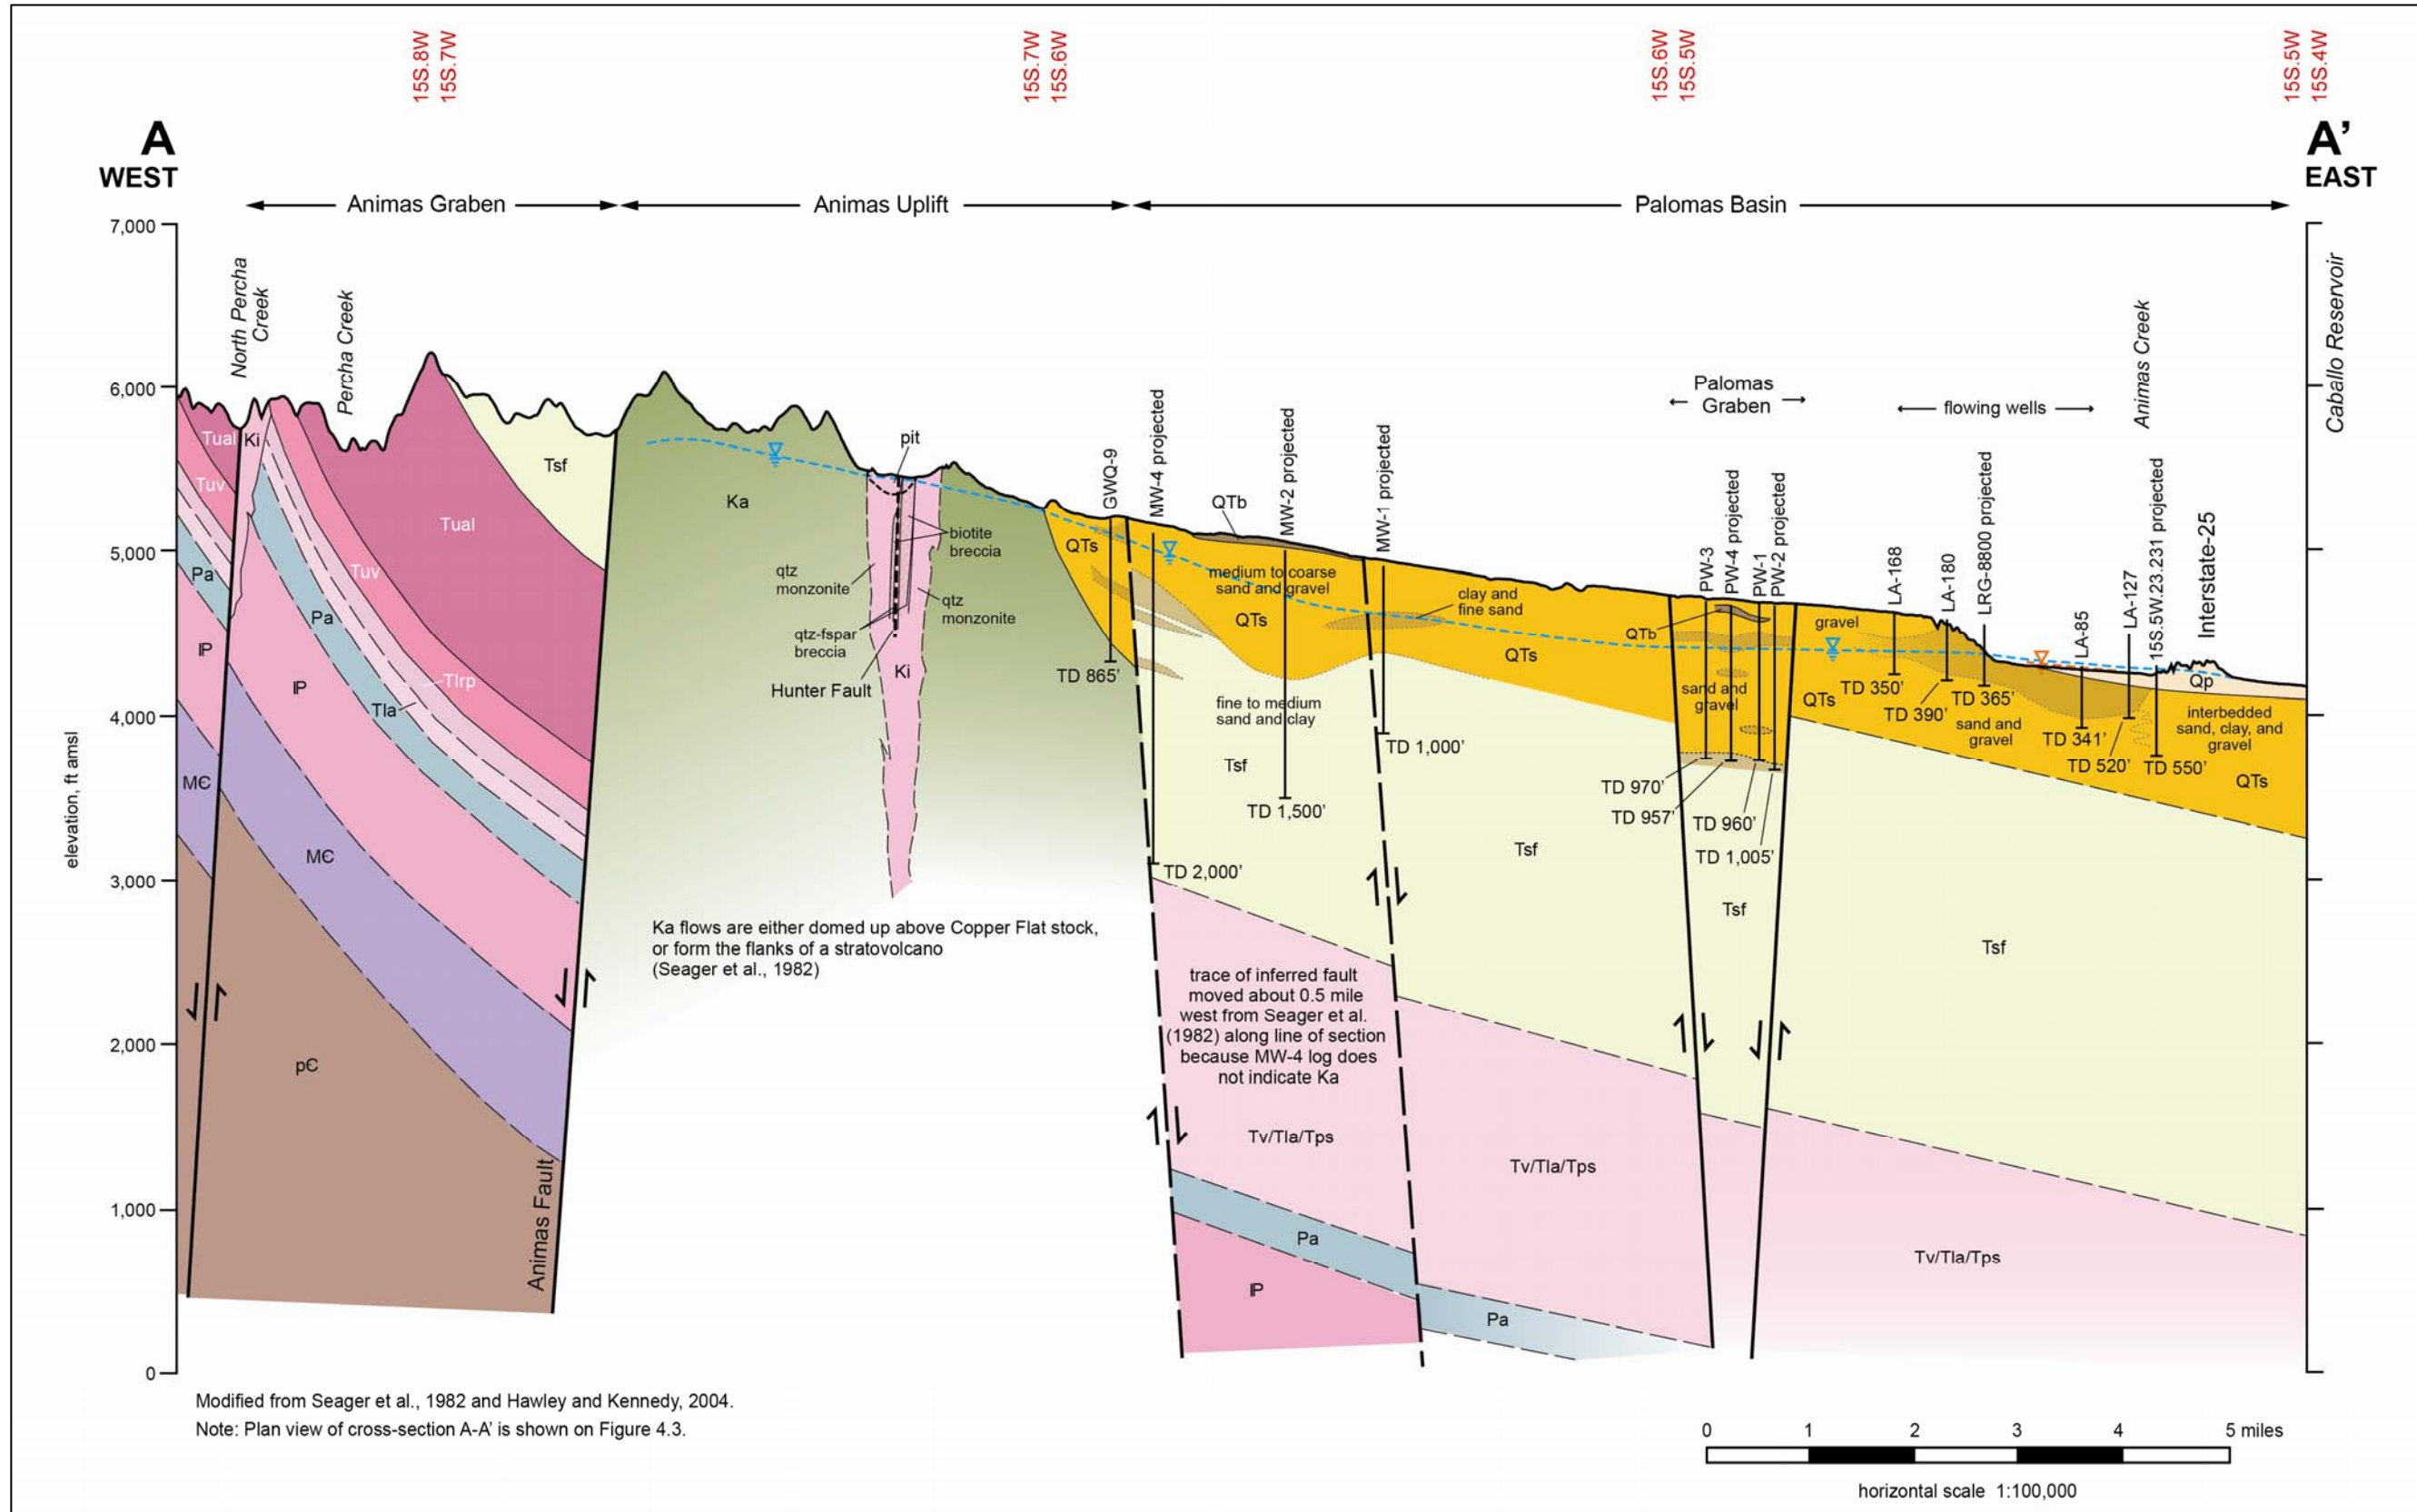 15S.8W
15S.7W
15S.7W
15S.6W
15S.6W
15S.5W
15S.5W
15S.4W
A
WEST
A’
EAST
Animas Graben
Animas Uplift
Palomas Basin
7,000
6,000
5,000
4,000
3,000
2,000
1,000
0
elevation, ft amsl
North Percha
Creek
Percha Creek
Tual
Ki
Tuv
Pa
IP
MЄ
Tsf
Tual
Tuv
Pa
IP
Tlrp
Tla
MЄ
pЄ
Animas Fault
Ka
pit
biotite
breccia
qtz
monzonite
qtz
monzonite
qtz-fspar
breccia
Hunter Fault
Ki
Ka flows are either domed up above Copper Flat stock,
or form the flanks of a stratovolcano
(Seager et al., 1982)
GWQ-9
MW-4 projected
MW-2 projected
MW-1 projected
QTb
QTs
medium to coarse
sand and gravel
QTs
clay and
fine sand
QTs
TD 865’
fine to medium
sand and clay
Tsf
TD 1,000’
TD 1,500’
TD 2,000’
Tsf
trace of inferred fault
moved about 0.5 mile
west from Seager et al.
(1982) along line of section
because MW-4 log does
not indicate Ka
Tv/Tla/Tps
Pa
IP
Tv/Tla/Tps
Pa
Palomas
Graben
flowing wells
PW-3
PW-4 projected
PW-1
PW-2 projected
LA-168
LA-180
LRG-8800 projected
LA-85
LA-127
15S.5W.23.231 projected
Animas Creek
Interstate-25
Caballo Reservoir
QTb
gravel
sand and
gravel
QTs
TD 350’
TD 390’
TD 365’
sand and
gravel
TD 341’
TD 520’
TD 550’
Qp
interbedded
sand, clay, and
gravel
QTs
TD 970’
TD 957’
TD 960’
TD 1,005’
Tsf
Tsf
Tv/Tla/Tps
Modified from Seager et al., 1982 and Hawley and Kennedy, 2004.
Note: Plan view of cross-section A-A’ is shown on Figure 4.3.
0 1 2 3 4 5 miles
horizontal scale 1:100,000